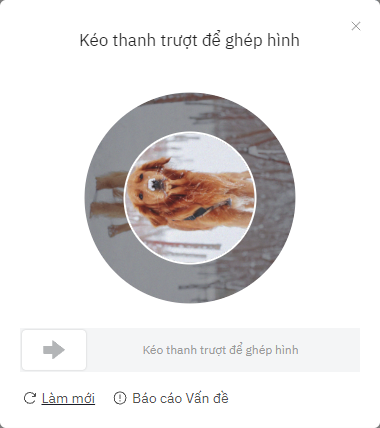 Kéo thanh trượt để ghép hình
Kéo thanh trượt để ghép hình
Làm mới
Báo cáo Vấn đề